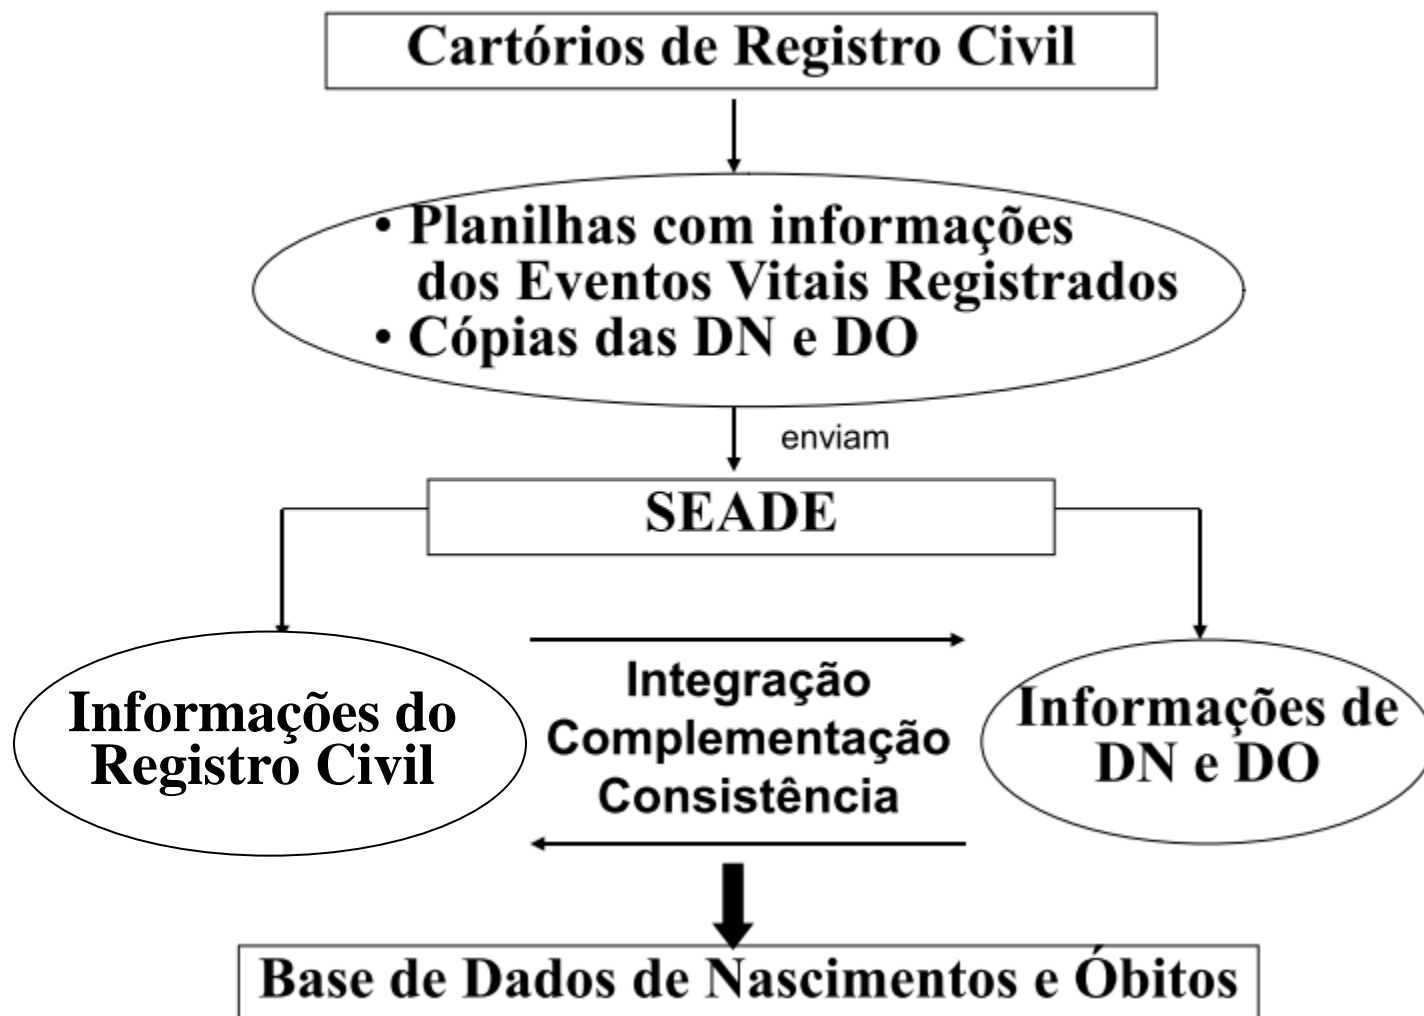 Cartórios de Registro Civil
• Planilhas com informações
dos Eventos Vitais Registrados
• Cópias das DN e DO
enviam
SEADE
Informações do
Registro Civil
Integração
Complementação
Consistência
Informações de
DN e DO
Base de Dados de Nascimentos e Óbitos